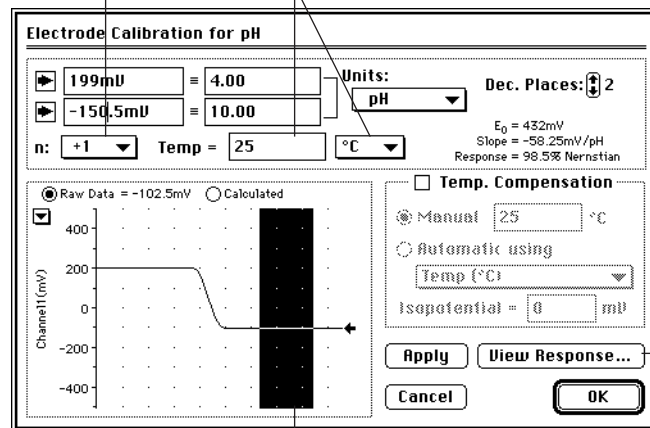 Electrode Calibration for pH
199mV = 4.00
-150.5mV = 10.00
Units:
pH
Dec. Places: 2
n: +1 Temp = 25 °C
E0 = 432mV
Slope = -58.25mV/pH
Response = 98.5% Nernstian
Raw Data = -102.5mV Calculated
Channel1(mV)
400
200
0
-200
-400
Temp. Compensation
Manual 25 °C
Automatic using
Temp (°C)
Isopotential = 0 mV
Apply
View Response...
Cancel
OK